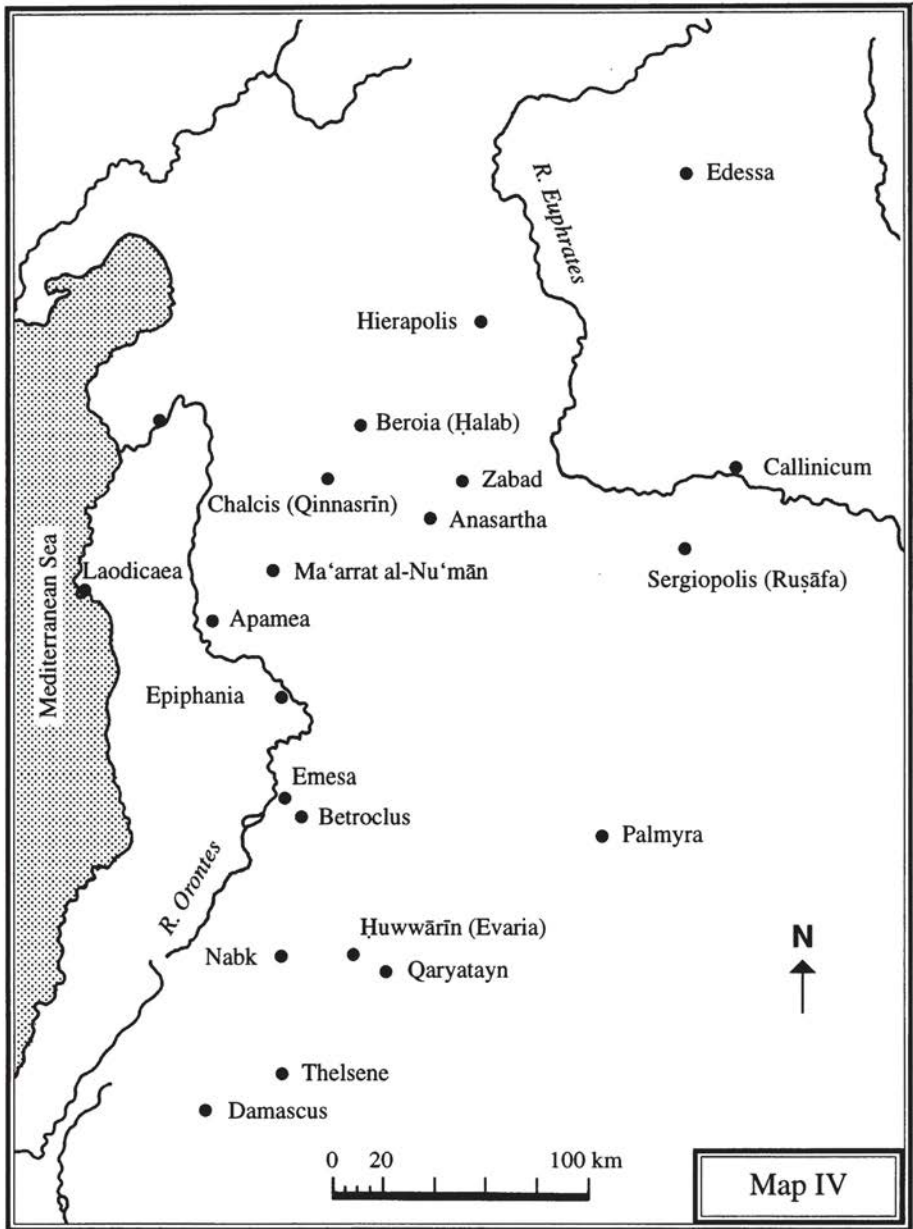 Edessa
R. Euphrates
Hierapolis
Beroia (Ḥalab)
Callinicum
Zabad
Chalcis (Qinnasrīn)
Anasartha
Mediterranean Sea
Laodicaea
Ma‘arrat al-Nu‘mān
Sergiopolis (Ruṣāfa)
Apamea
Epiphania
Emesa
Betroclus
Palmyra
R. Orontes
Ḥuwwārīn (Evaria)
N
Nabk
Qaryatayn
Thelsene
Damascus
0 20 100 km
Map IV